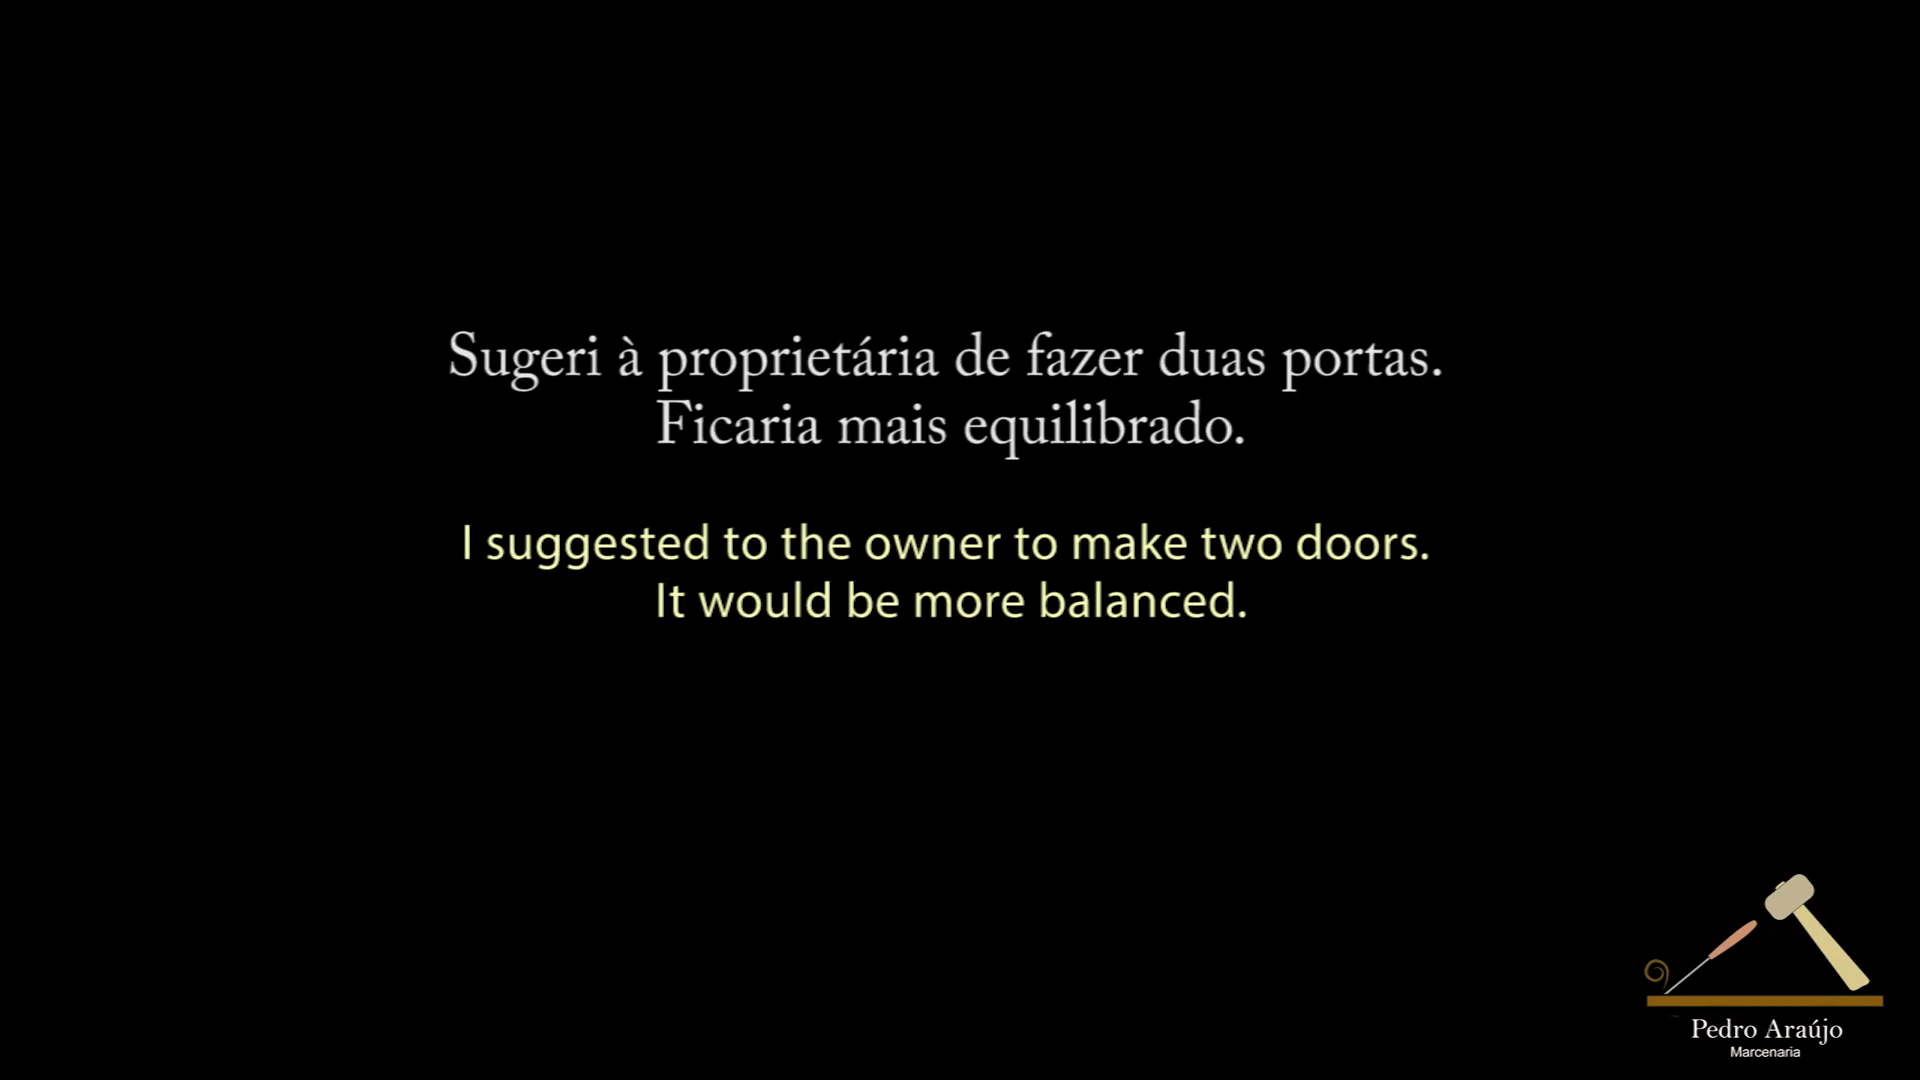 Sugeri à proprietária de fazer duas portas.
Ficaria mais equilibrado.
I suggested to the owner to make two doors.
It would be more balanced.
Pedro Araújo
Marcenaria